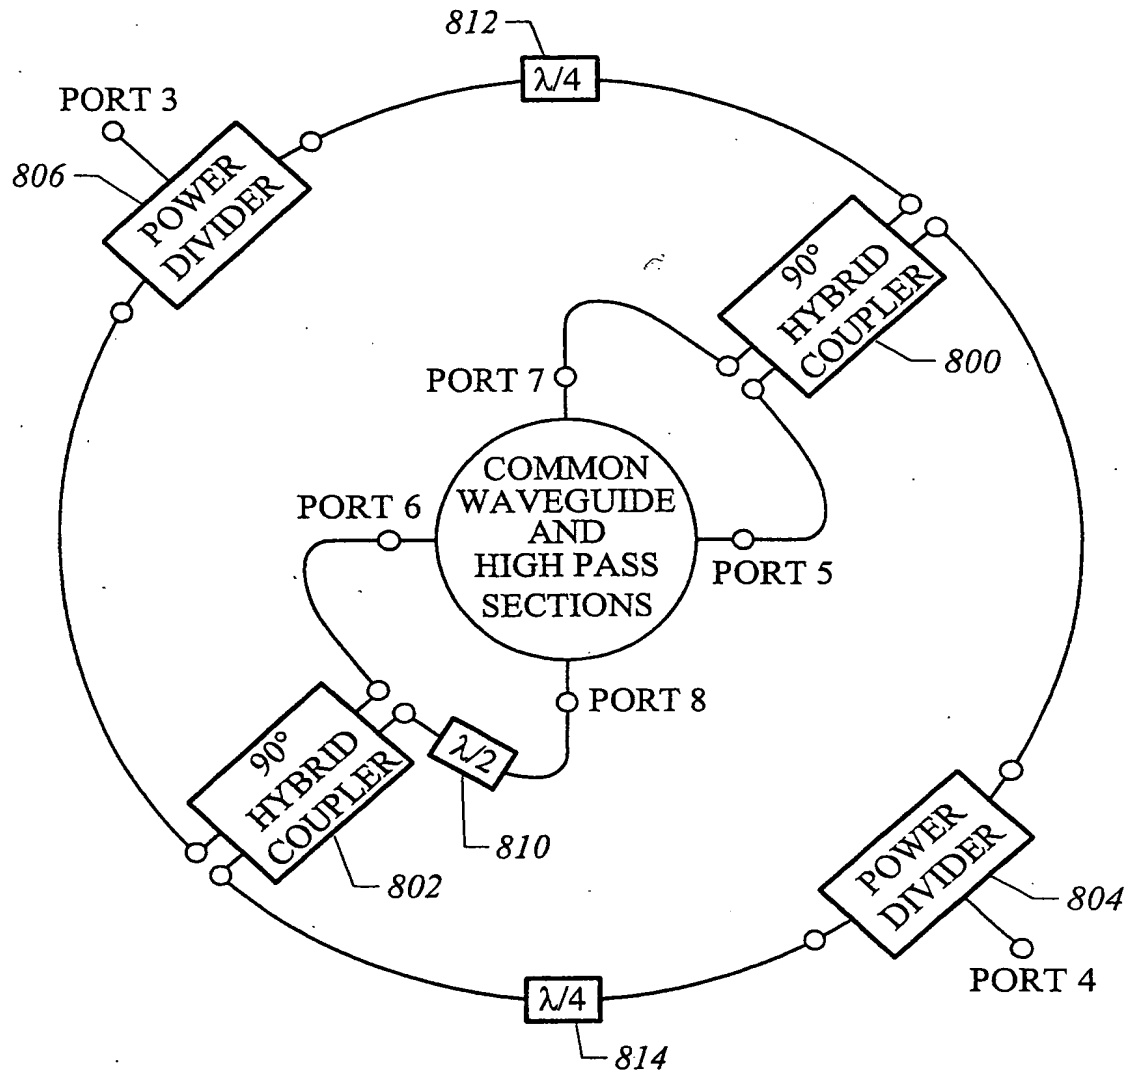 812
λ/4
PORT 3
806
POWER
DIVIDER
90°
HYBRID
COUPLER
800
PORT 7
COMMON
WAVEGUIDE
AND
HIGH PASS
SECTIONS
PORT 6
PORT 5
PORT 8
90°
HYBRID
COUPLER
λ/2
810
802
POWER
DIVIDER
804
PORT 4
λ/4
814